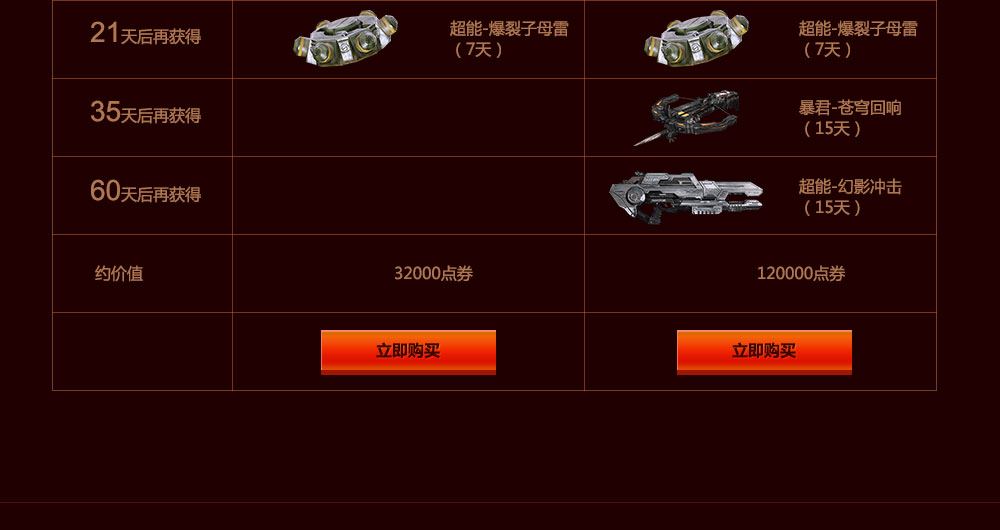 21天后再获得
超能-爆裂子母雷
（7天）
超能-爆裂子母雷
（7天）
35天后再获得
暴君-苍穹回响
（15天）
60天后再获得
超能-幻影冲击
（15天）
约价值
32000点券
120000点券
立即购买
立即购买